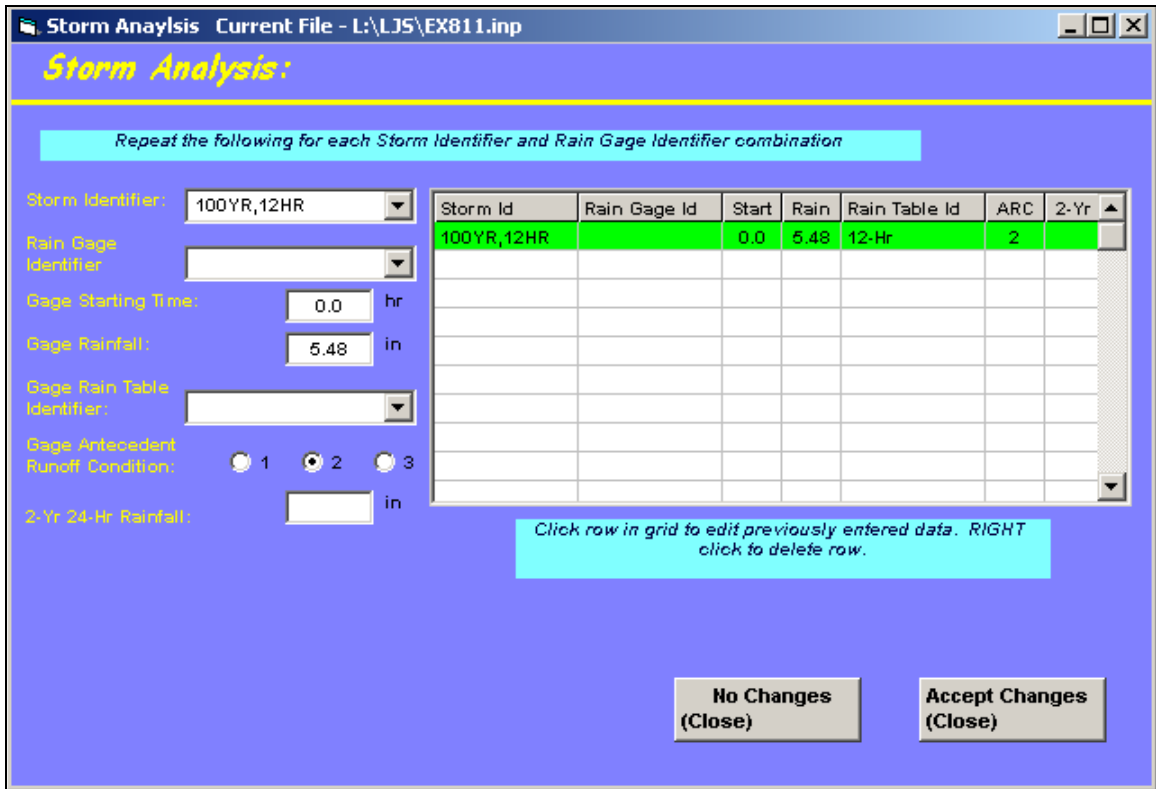 Storm Anaylsis Current File - L:\LJS\EX811.inp
Storm Analysis:
Repeat the following for each Storm Identifier and Rain Gage Identifier combination
Storm Identifier: 100YR,12HR
Rain Gage
Identifier
Gage Starting Time: 0.0 hr
Gage Rainfall: 5.48 in
Gage Rain Table
Identifier:
Gage Antecedent
Runoff Condition: 1 2 3
2-Yr 24-Hr Rainfall: in
Storm Id Rain Gage Id Start Rain Rain Table Id ARC 2-Yr
100YR,12HR 0.0 5.48 12-Hr 2
Click row in grid to edit previously entered data. RIGHT
click to delete row.
No Changes
(Close)
Accept Changes
(Close)